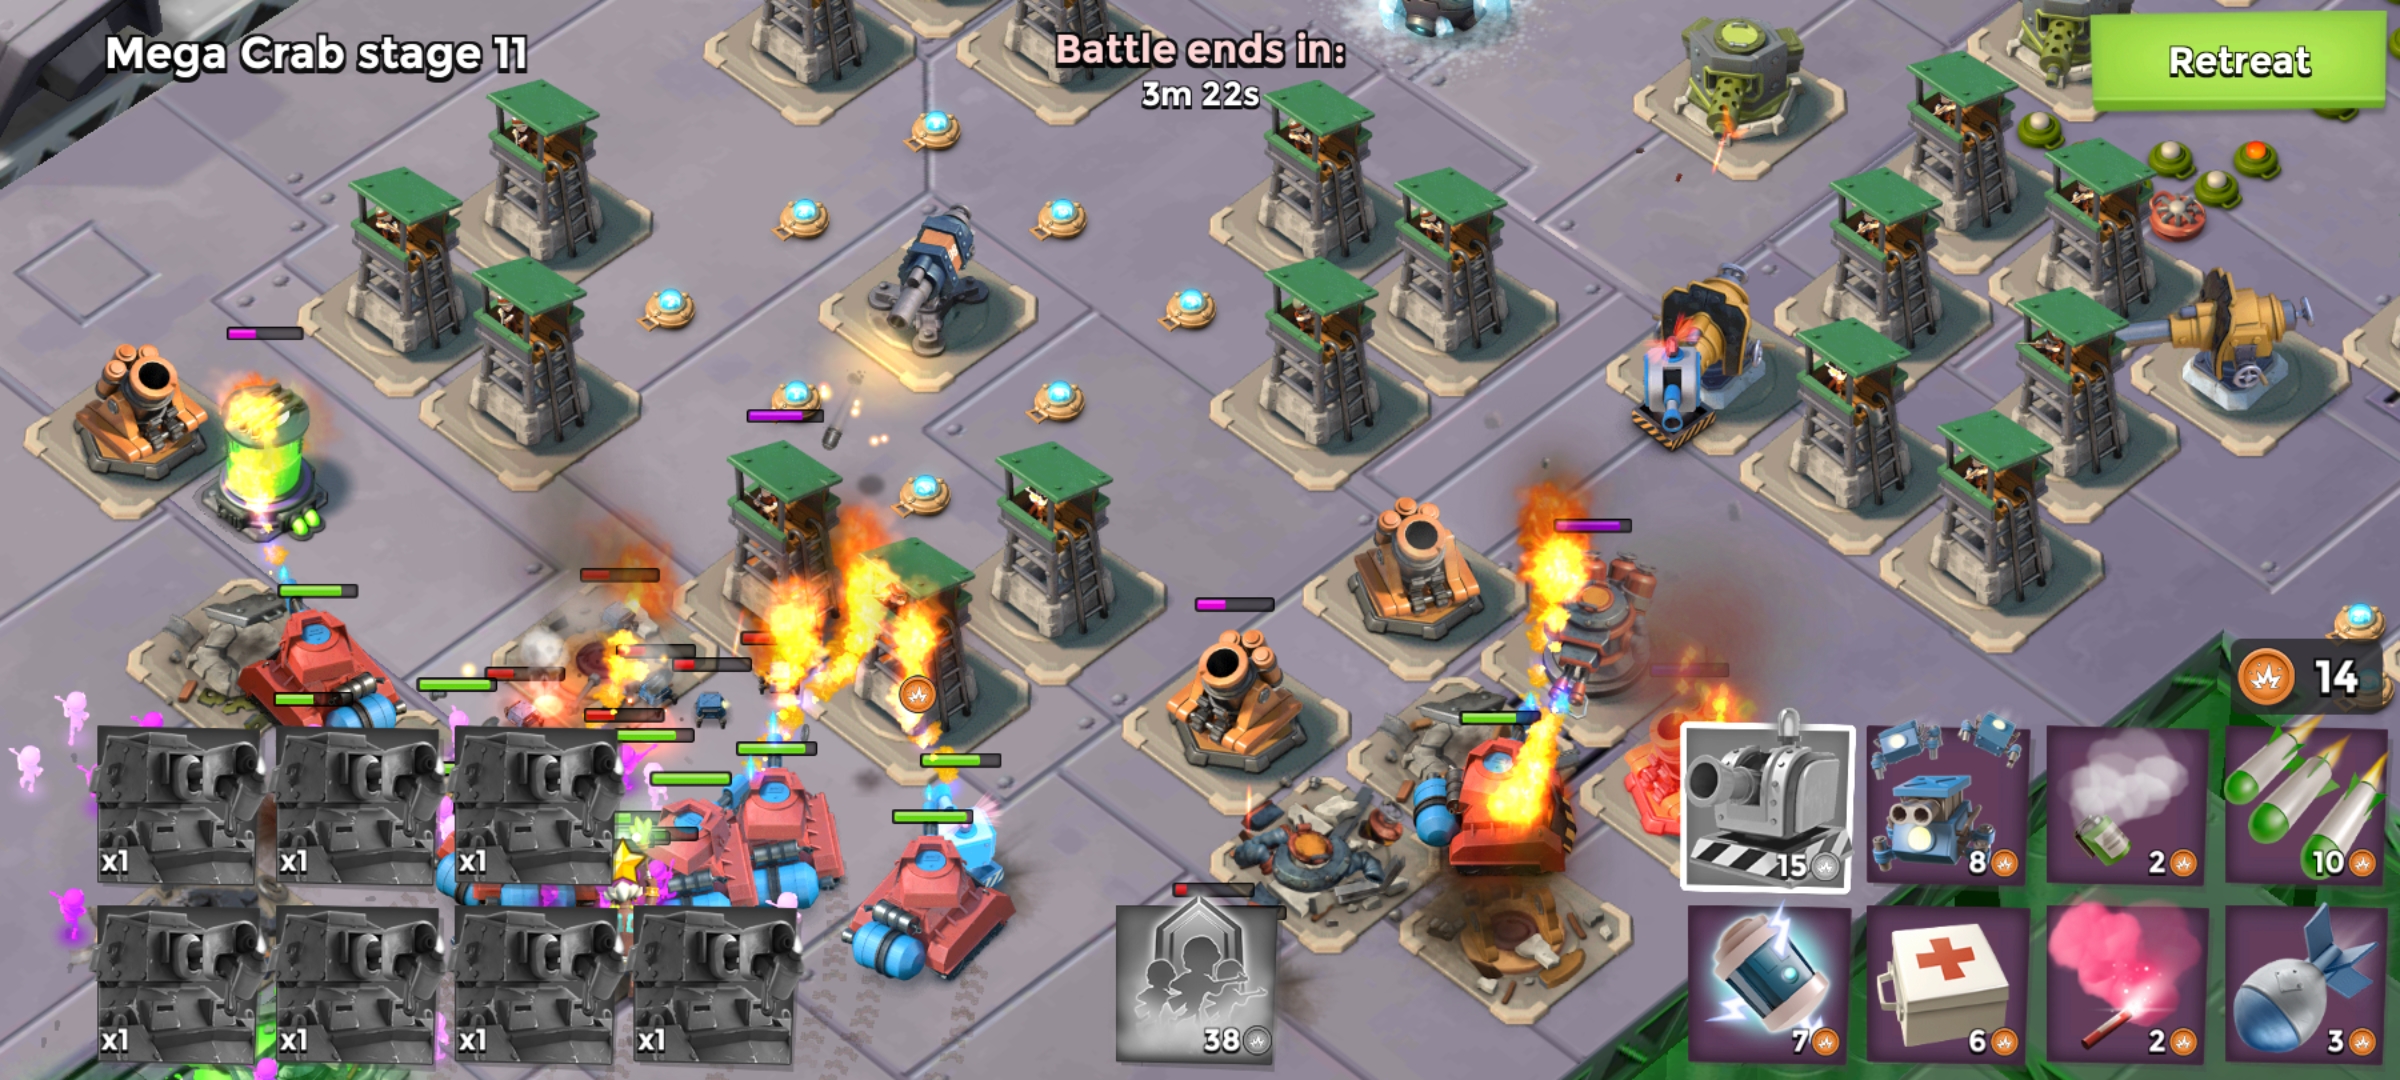 Mega Crab stage 11
Battle ends in:
3m 22s
Retreat
14
15
8
2
10
x1
x1
x1
x1
x1
x1
x1
38
7
6
2
3